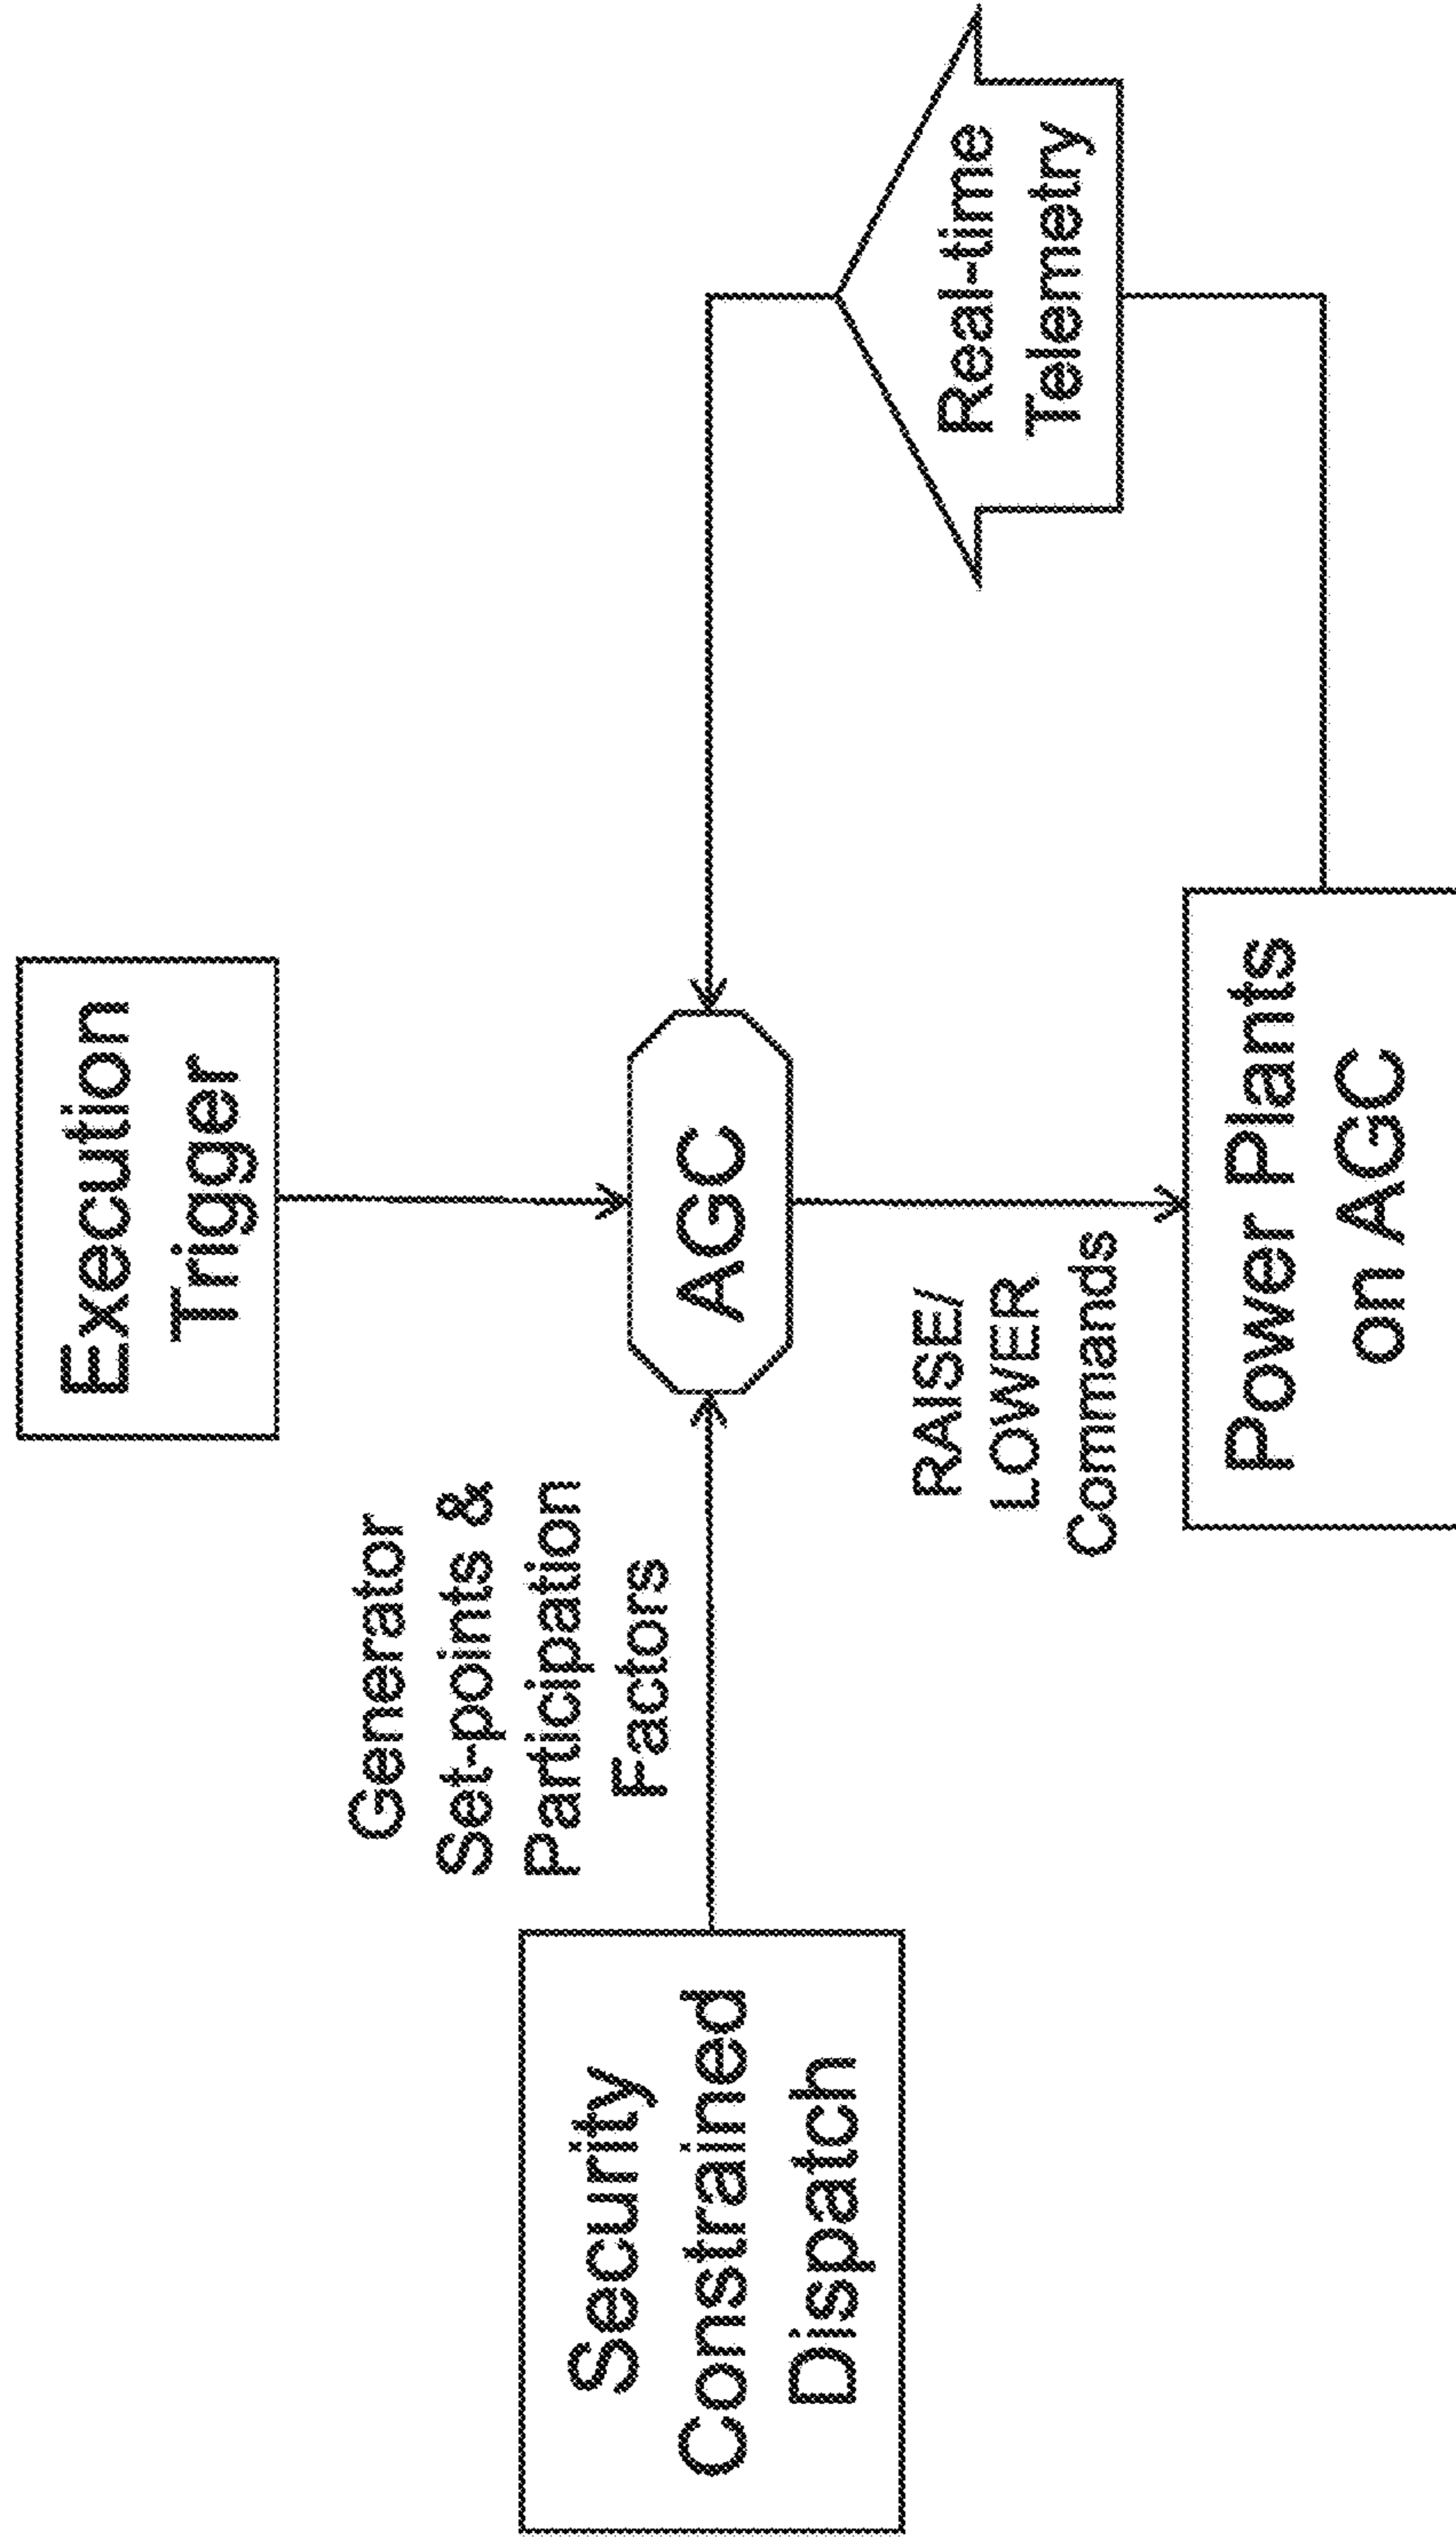 Execution
Trigger
Generator
Set-points &
Participation
Factors
Security
Constrained
Dispatch
AGC
RAISE/
LOWER
Commands
Real-time
Telemetry
Power Plants
on AGC